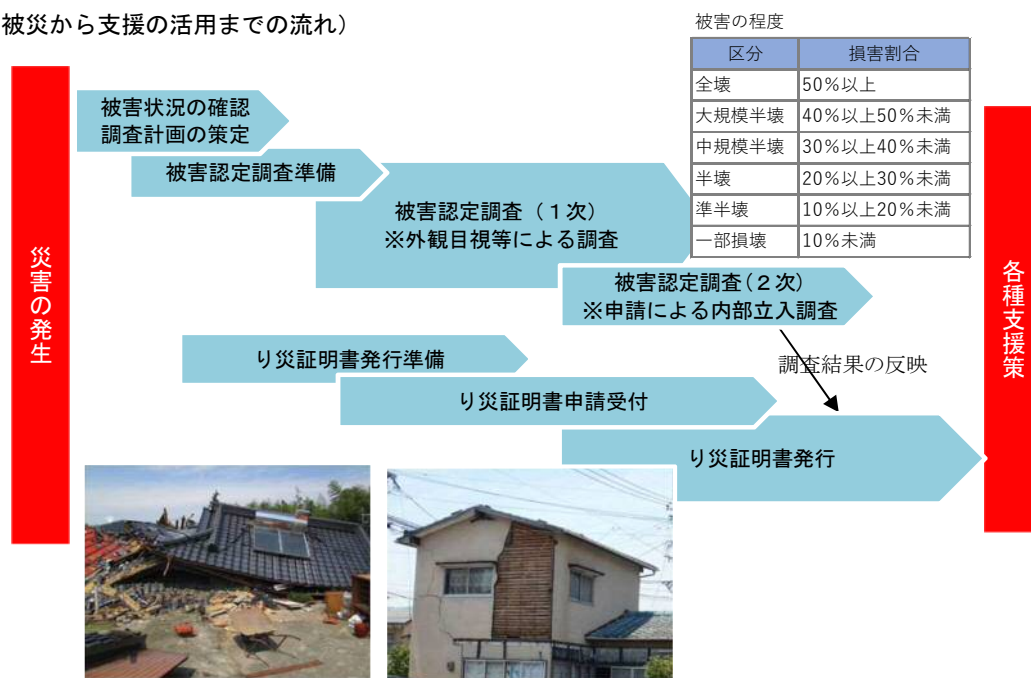 被災から支援の活用までの流れ）
被害の程度
区分 損害割合
全壊 50%以上
大規模半壊 40%以上50%未満
中規模半壊 30%以上40%未満
半壊 20%以上30%未満
準半壊 10%以上20%未満
一部損壊 10%未満
災害の発生
被害状況の確認
調査計画の策定
被害認定調査準備
被害認定調査（１次）
※外観目視等による調査
被害認定調査（２次）
※申請による内部立入調査
調査結果の反映
り災証明書発行準備
り災証明書申請受付
り災証明書発行
各種支援策